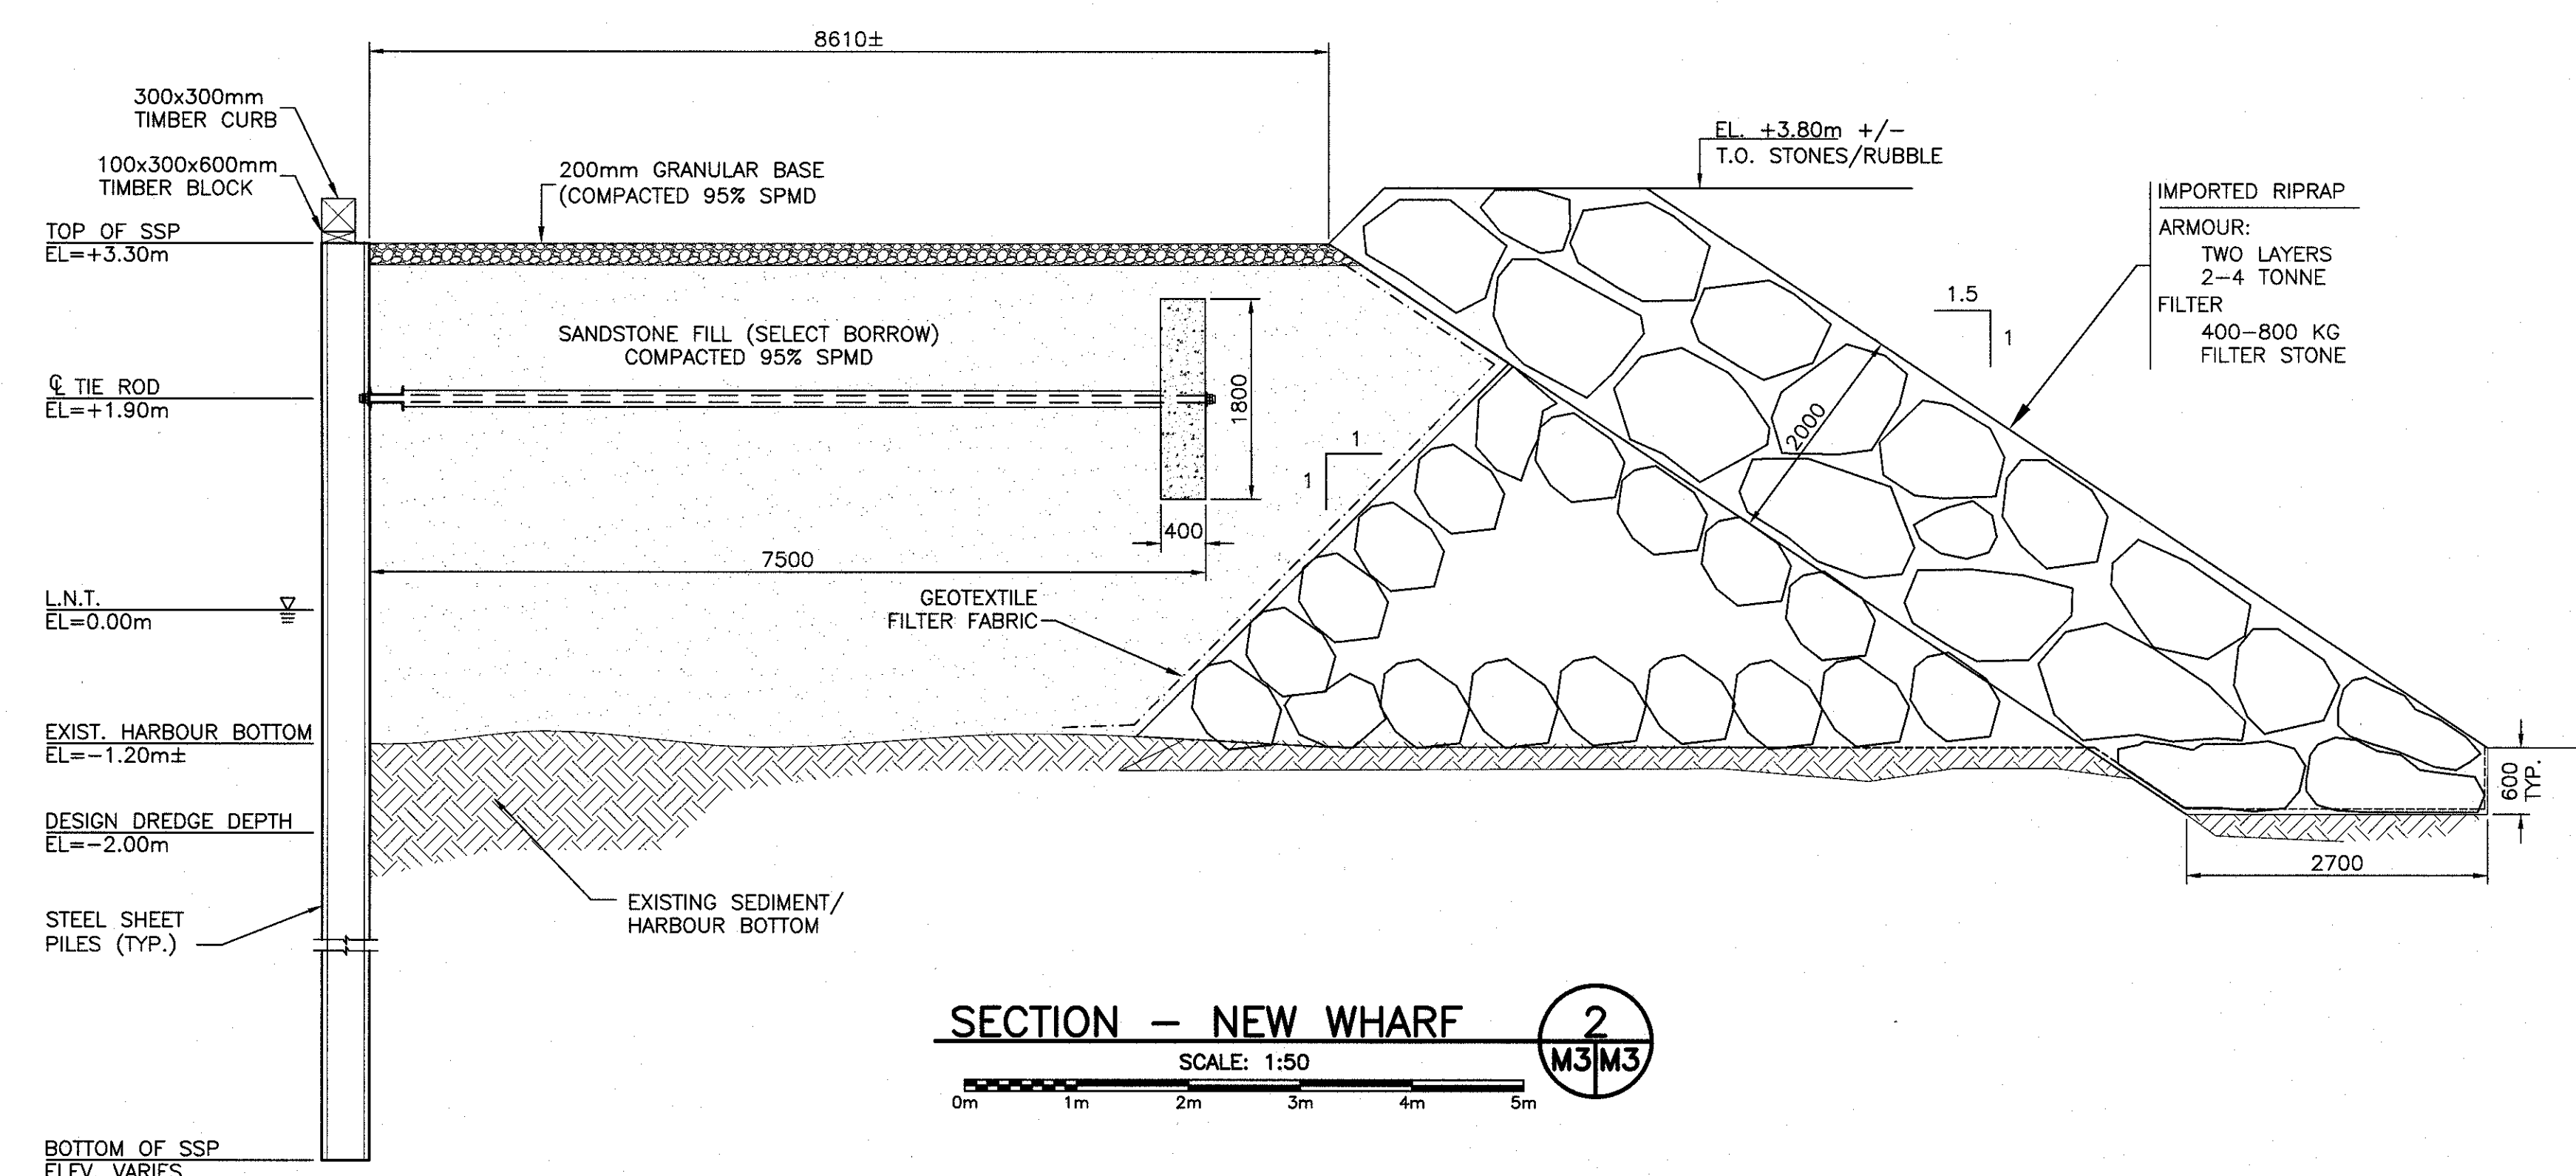 8610±
300x300mm
TIMBER CURB
100x300x600mm
TIMBER BLOCK
200mm GRANULAR BASE
(COMPACTED 95% SPMD
EL. +3.80m +/-
T.O. STONES/RUBBLE
IMPORTED RIPRAP
ARMOUR:
TWO LAYERS
2-4 TONNE
FILTER
400-800 KG
FILTER STONE
TOP OF SSP
EL=+3.30m
1.5
1
SANDSTONE FILL (SELECT BORROW)
COMPACTED 95% SPMD
℄ TIE ROD
EL=+1.90m
1800
2000
1
1
400
7500
L.N.T.
EL=0.00m
GEOTEXTILE
FILTER FABRIC
EXIST. HARBOUR BOTTOM
EL=-1.20m±
600
TYP.
DESIGN DREDGE DEPTH
EL=-2.00m
2700
EXISTING SEDIMENT/
HARBOUR BOTTOM
STEEL SHEET
PILES (TYP.)
SECTION - NEW WHARF
2
M3 M3
SCALE: 1:50
0m 1m 2m 3m 4m 5m
BOTTOM OF SSP
ELEV. VARIES